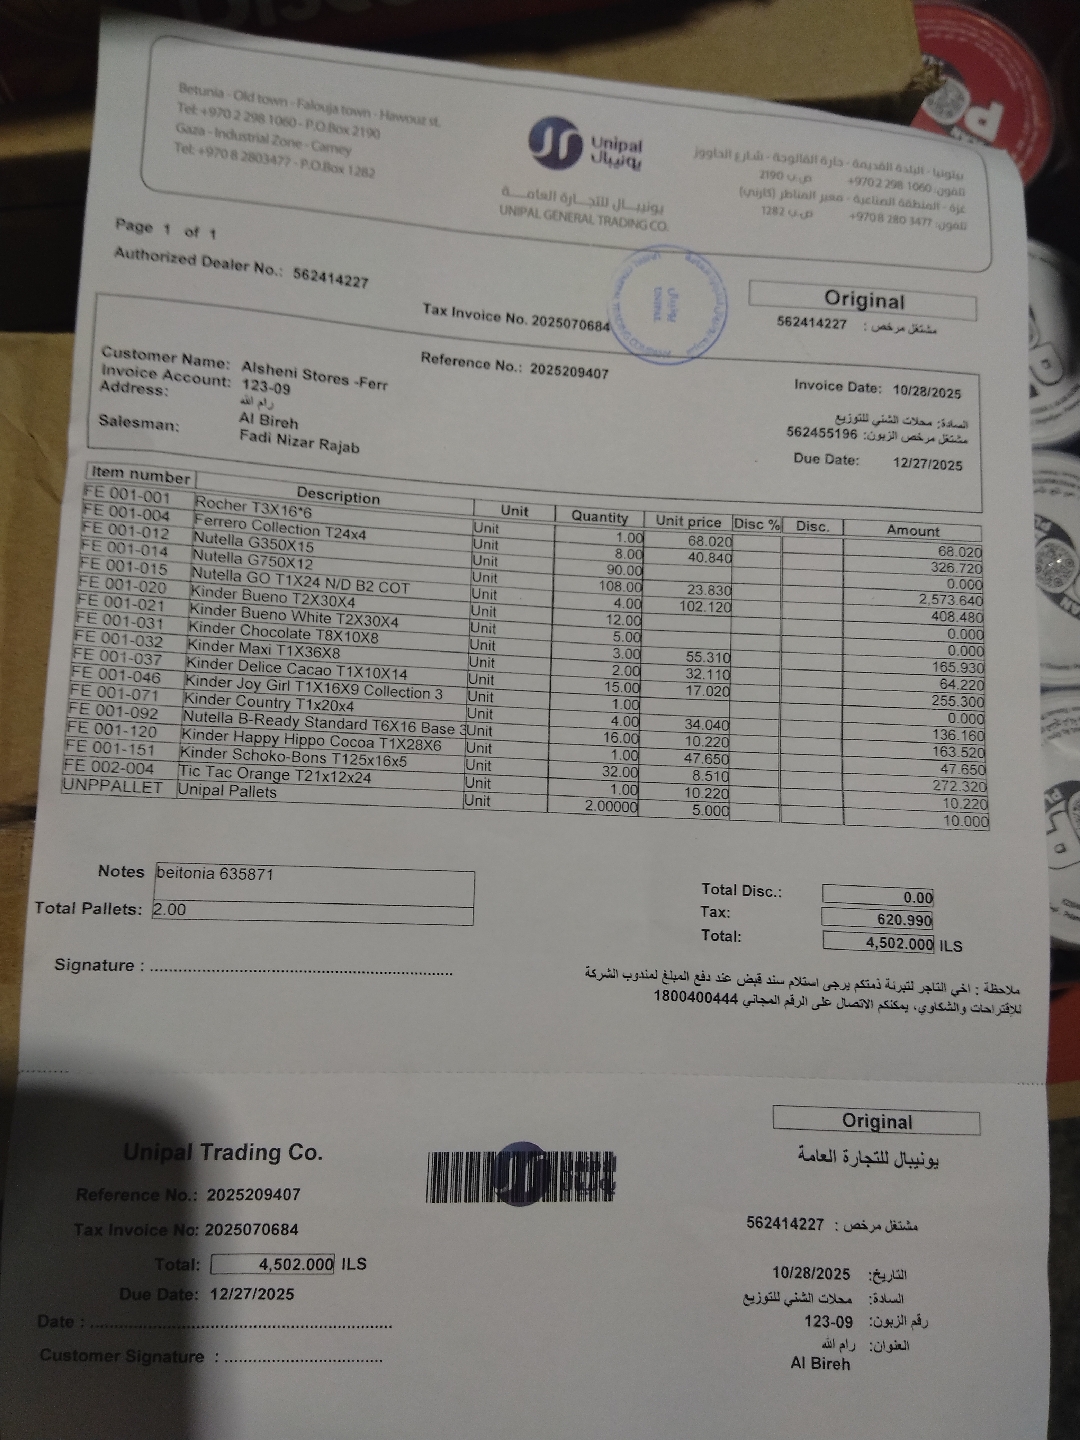 Betunia - Old town - Falouja town - Hawouz st.
Tel: +970 2 298 1060 - P.O.Box 2190
Gaza - Industrial Zone - Carney
Tel: +970 8 2803477 - P.O.Box 1282
Unipal
يونيبال
يونيبال للتجارة العامة
UNIPAL GENERAL TRADING CO.
بيتونيا - البلدة القديمة - حارة الفالوجة - شارع الحاووز
تلفون: 1060 298 9702+ ص.ب 2190
غزة - المنطقة الصناعية - معبر المناطر (كارني)
تلفون: 3477 280 9708+ ص.ب 1282
Page 1 of 1
Authorized Dealer No.: 562414227
Tax Invoice No. 2025070684
Original
مشتغل مرخص : 562414227
Customer Name: Alsheni Stores -Ferr
Invoice Account: 123-09
Address: رام الله
Al Bireh
Salesman: Fadi Nizar Rajab
Reference No.: 2025209407
Invoice Date: 10/28/2025
السادة: محلات الشني للتوزيع
مشتغل مرخص الزبون: 562455196
Due Date: 12/27/2025
Item number Description Unit Quantity Unit price Disc % Disc. Amount
FE 001-001 Rocher T3X16*6 Unit 1.00 68.020 68.020
FE 001-004 Ferrero Collection T24x4 Unit 8.00 40.840 326.720
FE 001-012 Nutella G350X15 Unit 90.00 0.000
FE 001-014 Nutella G750X12 Unit 108.00 23.830 2,573.640
FE 001-015 Nutella GO T1X24 N/D B2 COT Unit 4.00 102.120 408.480
FE 001-020 Kinder Bueno T2X30X4 Unit 12.00 0.000
FE 001-021 Kinder Bueno White T2X30X4 Unit 5.00 0.000
FE 001-031 Kinder Chocolate T8X10X8 Unit 3.00 55.310 165.930
FE 001-032 Kinder Maxi T1X36X8 Unit 2.00 32.110 64.220
FE 001-037 Kinder Delice Cacao T1X10X14 Unit 15.00 17.020 255.300
FE 001-046 Kinder Joy Girl T1X16X9 Collection 3 Unit 1.00 0.000
FE 001-071 Kinder Country T1x20x4 Unit 4.00 34.040 136.160
FE 001-092 Nutella B-Ready Standard T6X16 Base 3 Unit 16.00 10.220 163.520
FE 001-120 Kinder Happy Hippo Cocoa T1X28X6 Unit 1.00 47.650 47.650
FE 001-151 Kinder Schoko-Bons T125x16x5 Unit 32.00 8.510 272.320
FE 002-004 Tic Tac Orange T21x12x24 Unit 1.00 10.220 10.220
UNPPALLET Unipal Pallets Unit 2.00000 5.000 10.000
Notes beitonia 635871
Total Pallets: 2.00
Total Disc.: 0.00
Tax: 620.990
Total: 4,502.000 ILS
Signature :
ملاحظة : اخي التاجر لتبرئة ذمتكم يرجى استلام سند قبض عند دفع المبلغ لمندوب الشركة
للإقتراحات والشكاوي، يمكنكم الاتصال على الرقم المجاني 1800400444
Original
Unipal Trading Co.
يونيبال للتجارة العامة
Reference No.: 2025209407
Tax Invoice No: 2025070684
مشتغل مرخص : 562414227
Total: 4,502.000 ILS
Due Date: 12/27/2025
Date :
Customer Signature :
التاريخ: 10/28/2025
السادة: محلات الشني للتوزيع
رقم الزبون: 123-09
العنوان: رام الله
Al Bireh